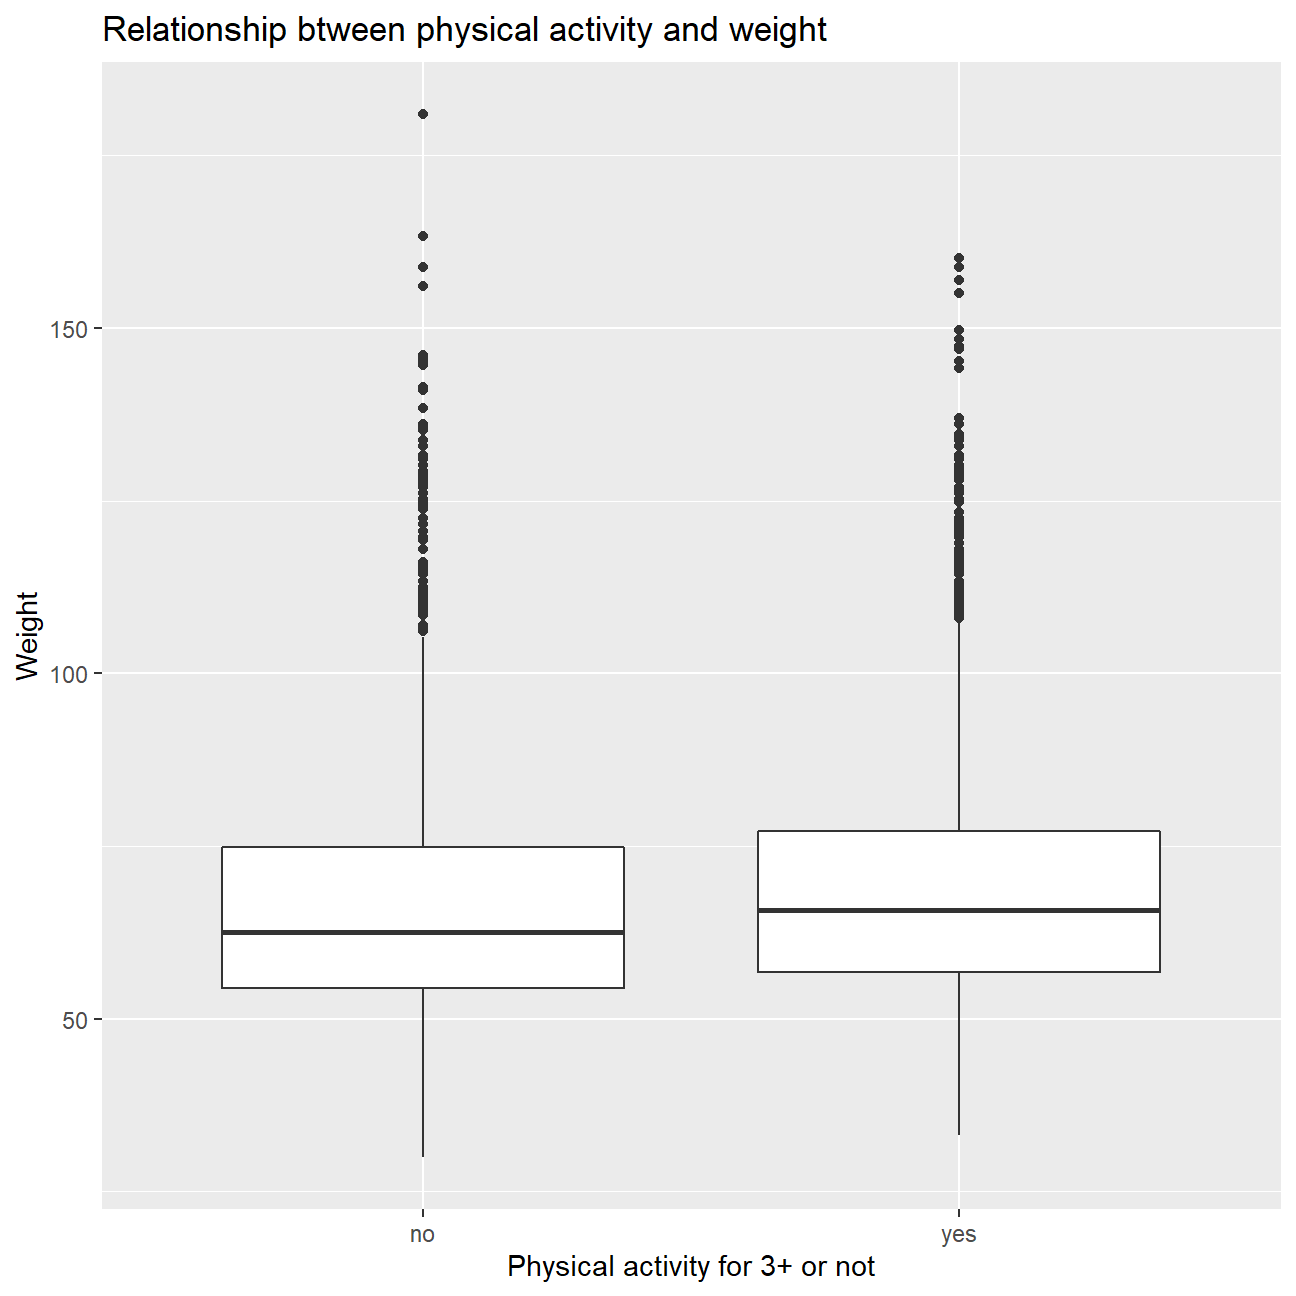 Relationship btween physical activity and weight
150
100
50
Weight
no
yes
Physical activity for 3+ or not